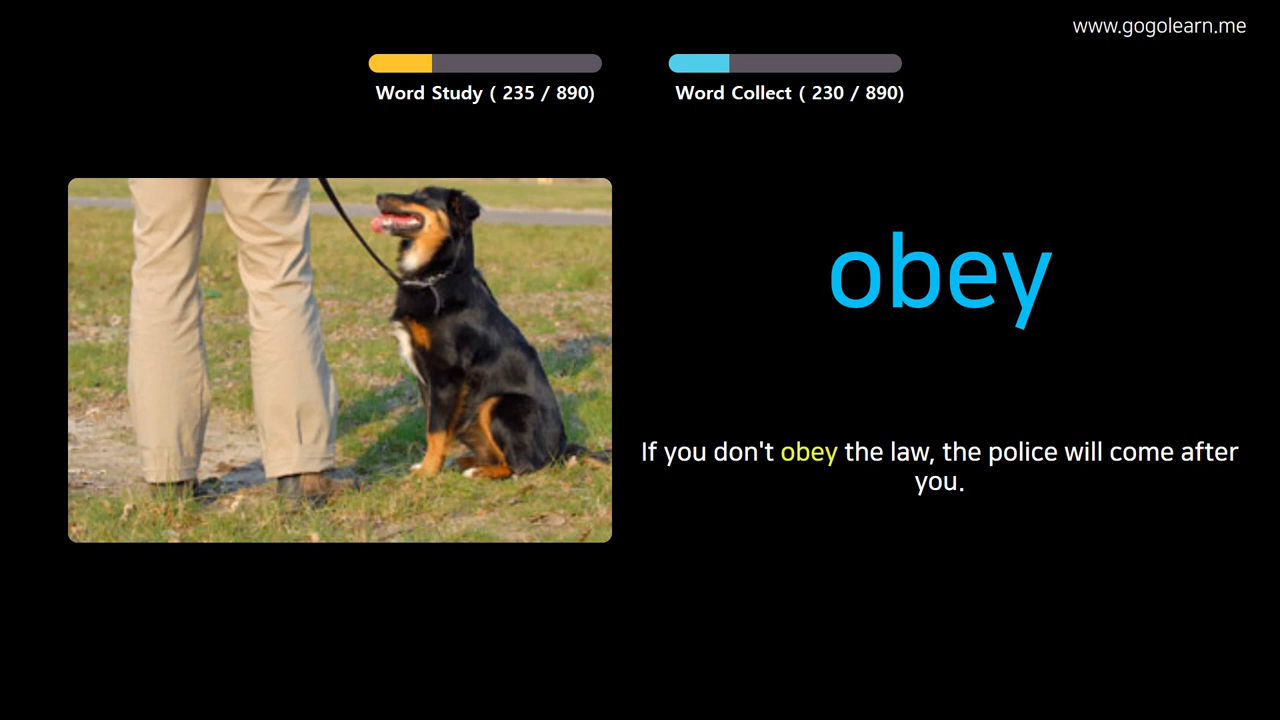 www.gogolearn.me
Word Study ( 235 / 890)
Word Collect ( 230 / 890)
obey
If you don't obey the law, the police will come after
you.